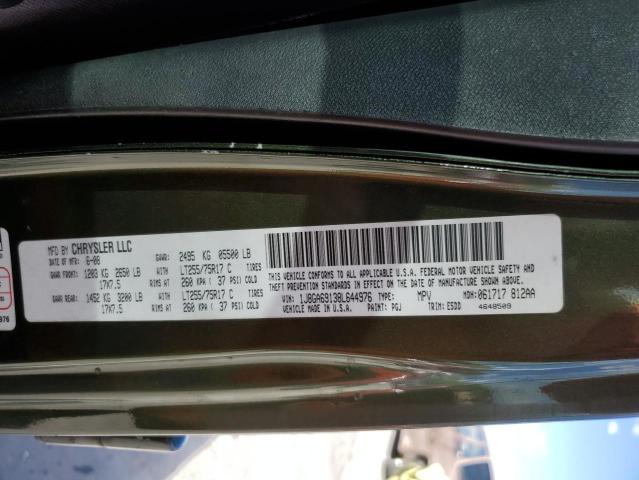 MFD BY CHRYSLER LLC
DATE OF MFR: 6-08
GVWR: 2495 KG 05500 LB
GAWR FRONT: 1203 KG 2650 LB WITH LT255/75R17 C TIRES
17X7.5 RIMS AT 260 KPA ( 37 PSI) COLD
GAWR REAR: 1452 KG 3200 LB WITH LT255/75R17 C TIRES
17X7.5 RIMS AT 260 KPA ( 37 PSI) COLD
THIS VEHICLE CONFORMS TO ALL APPLICABLE U.S.A. FEDERAL MOTOR VEHICLE SAFETY AND
THEFT PREVENTION STANDARDS IN EFFECT ON THE DATE OF MANUFACTURE SHOWN ABOVE.
VIN: 1J8GA69138L644976 TYPE: MPV MDH: 061717 812AA
VEHICLE MADE IN U.S.A. PAINT: PGJ TRIM: E5DD 4648509